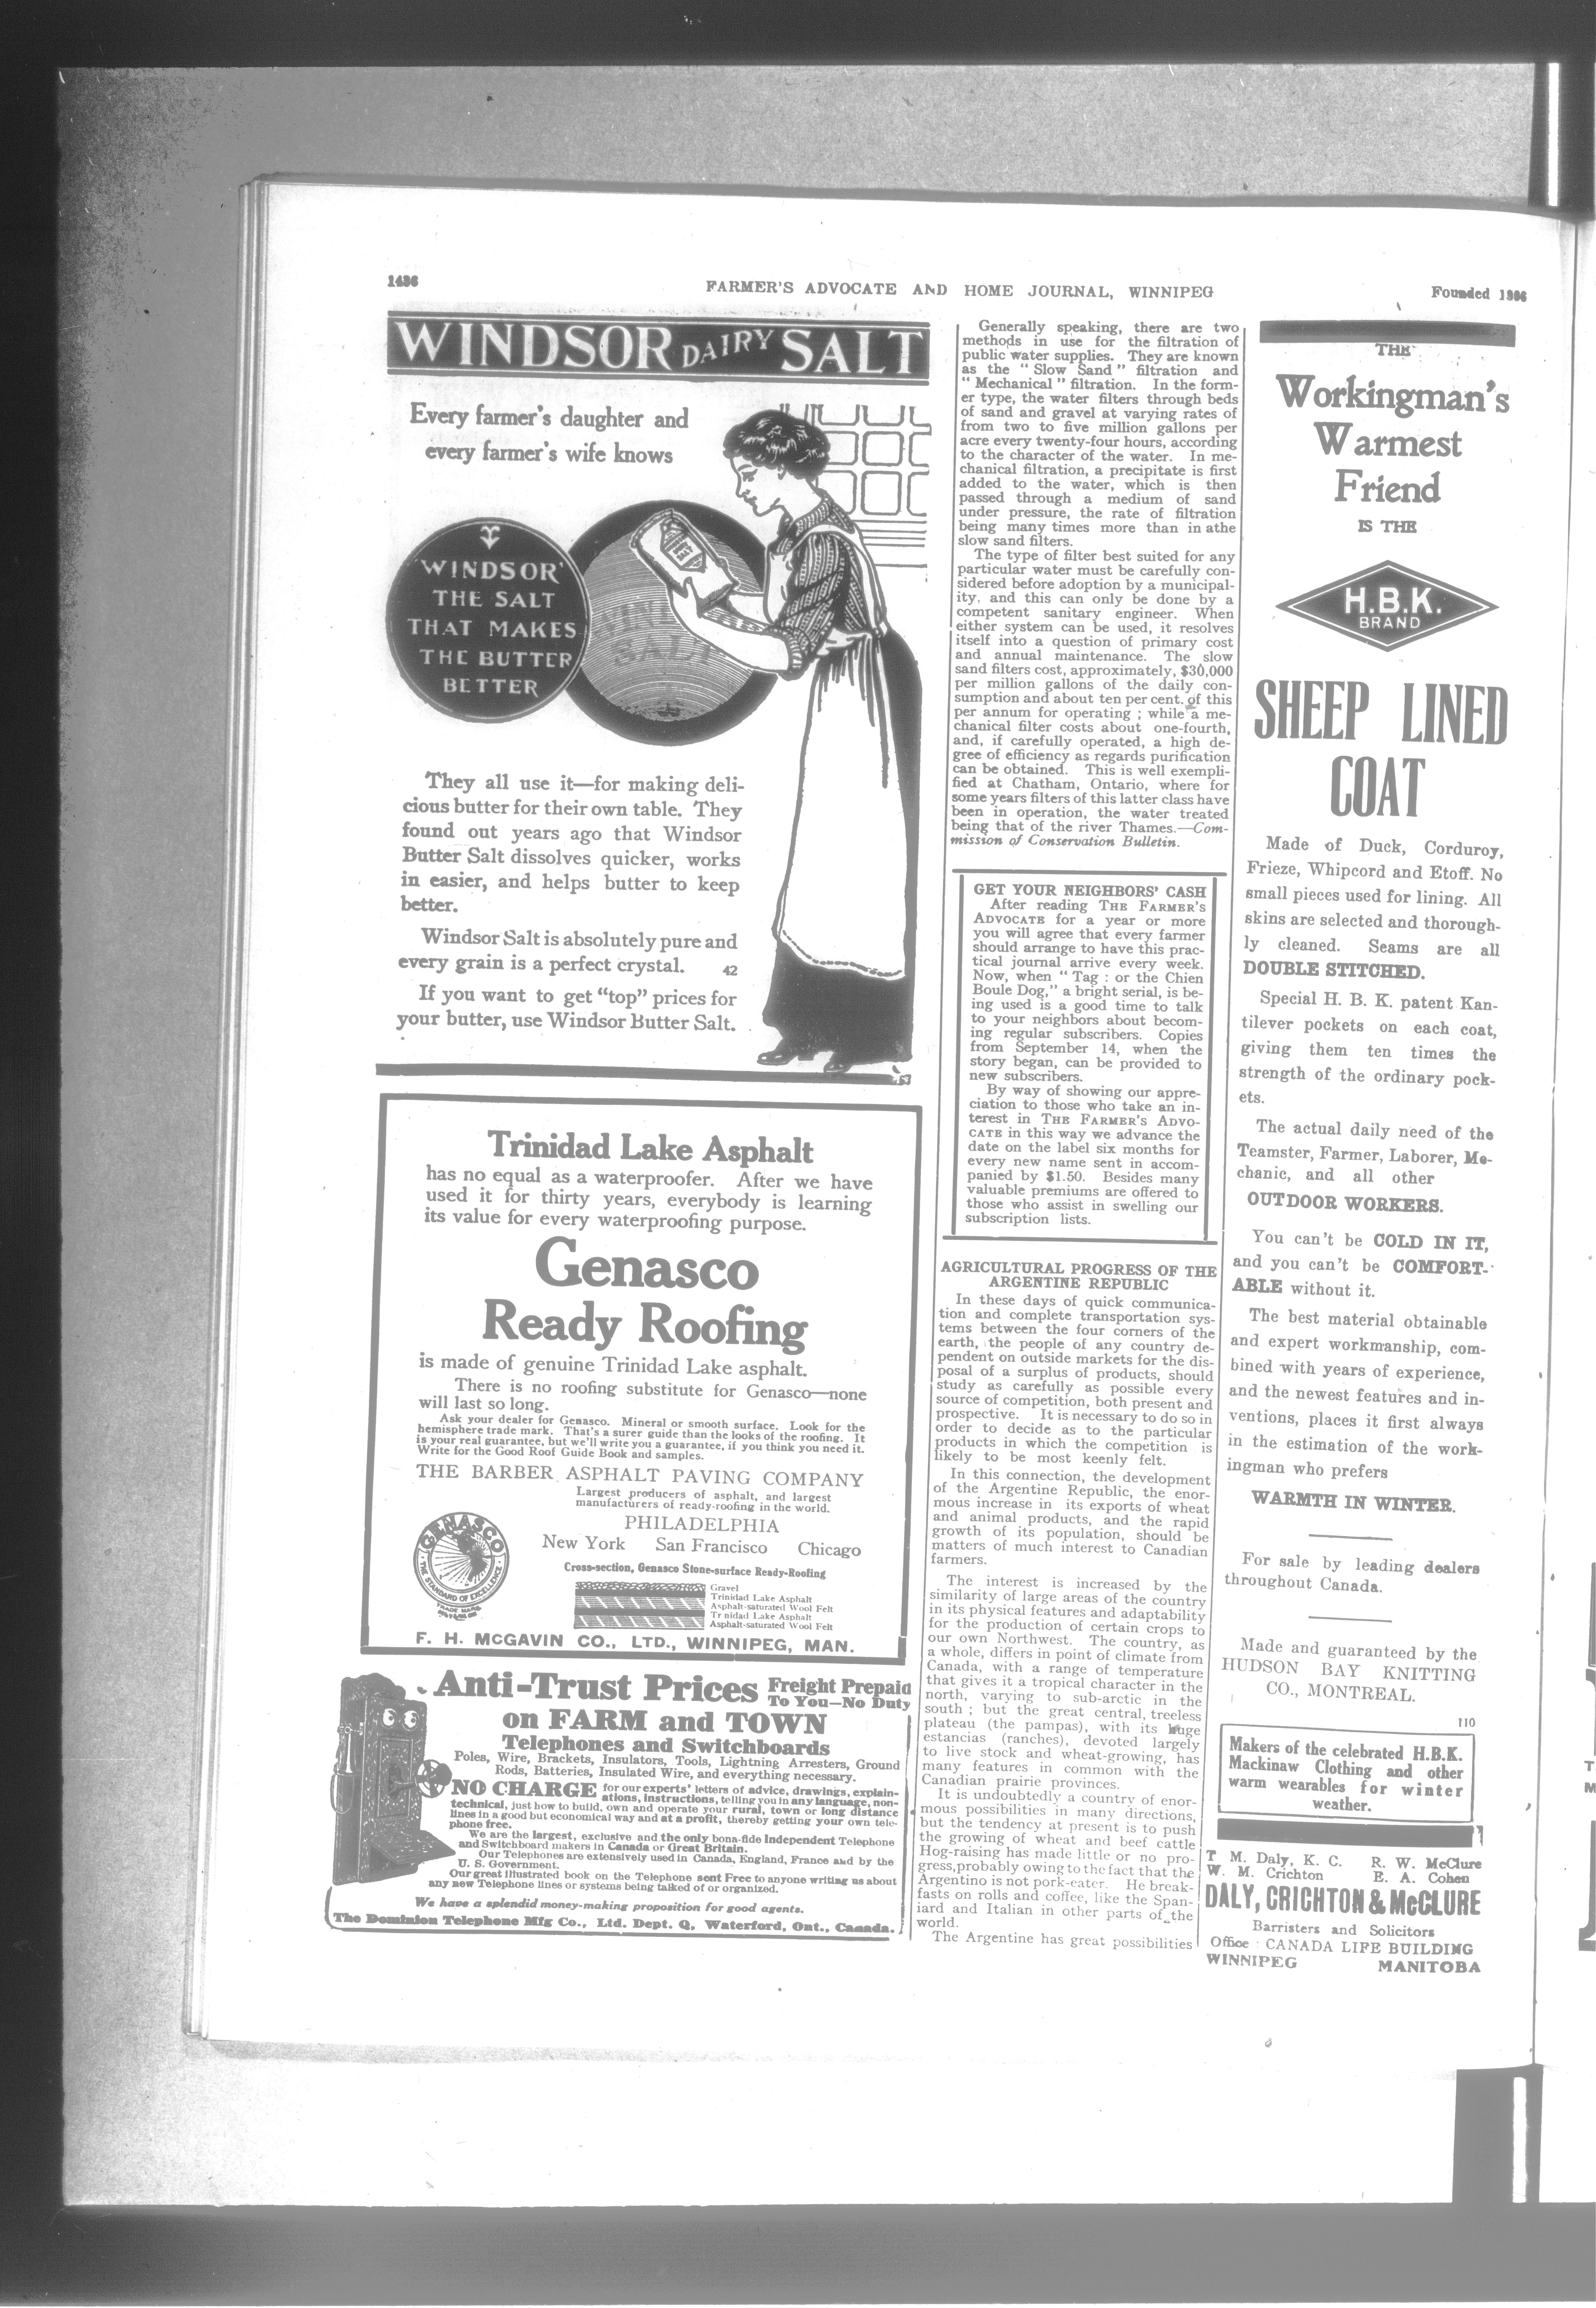 1436
FARMER'S ADVOCATE AND HOME JOURNAL, WINNIPEG
Founded 1866
WINDSOR DAIRY SALT
Every farmer's daughter and
every farmer's wife knows
'WINDSOR'
THE SALT
THAT MAKES
THE BUTTER
BETTER
They all use it—for making deli-
cious butter for their own table. They
found out years ago that Windsor
Butter Salt dissolves quicker, works
in easier, and helps butter to keep
better.
Windsor Salt is absolutely pure and
every grain is a perfect crystal. 42
If you want to get "top" prices for
your butter, use Windsor Butter Salt.
Trinidad Lake Asphalt
has no equal as a waterproofer. After we have
used it for thirty years, everybody is learning
its value for every waterproofing purpose.
Genasco
Ready Roofing
is made of genuine Trinidad Lake asphalt.
There is no roofing substitute for Genasco—none
will last so long.
Ask your dealer for Genasco. Mineral or smooth surface. Look for the
hemisphere trade mark. That's a surer guide than the looks of the roofing. It
is your real guarantee, but we'll write you a guarantee, if you think you need it.
Write for the Good Roof Guide Book and samples.
THE BARBER ASPHALT PAVING COMPANY
Largest producers of asphalt, and largest
manufacturers of ready-roofing in the world.
PHILADELPHIA
New York San Francisco Chicago
GENASCO
THE STANDARD OF EXCELLENCE
TRADE MARK
Cross-section, Genasco Stone-surface Ready-Roofing
Gravel
Trinidad Lake Asphalt
Asphalt-saturated Wool Felt
Tr nidad Lake Asphalt
Asphalt-saturated Wool Felt
F. H. McGAVIN CO., LTD., WINNIPEG, MAN.
Anti-Trust Prices Freight Prepaid
To You—No Duty
on FARM and TOWN
Telephones and Switchboards
Poles, Wire, Brackets, Insulators, Tools, Lightning Arresters, Ground
Rods, Batteries, Insulated Wire, and everything necessary.
NO CHARGE for our experts' letters of advice, drawings, explain-
ations, instructions, telling you in any language, non-
technical, just how to build, own and operate your rural, town or long distance
lines in a good but economical way and at a profit, thereby getting your own tele-
phone free.
We are the largest, exclusive and the only bona-fide Independent Telephone
and Switchboard makers in Canada or Great Britain.
Our Telephones are extensively used in Canada, England, France and by the
U. S. Government.
Our great illustrated book on the Telephone sent Free to anyone writing us about
any new Telephone lines or systems being talked of or organized.
We have a splendid money-making proposition for good agents.
The Dominion Telephone Mfg Co., Ltd. Dept. Q, Waterford, Ont., Canada.
Generally speaking, there are two
methods in use for the filtration of
public water supplies. They are known
as the " Slow Sand " filtration and
" Mechanical " filtration. In the form-
er type, the water filters through beds
of sand and gravel at varying rates of
from two to five million gallons per
acre every twenty-four hours, according
to the character of the water. In me-
chanical filtration, a precipitate is first
added to the water, which is then
passed through a medium of sand
under pressure, the rate of filtration
being many times more than in athe
slow sand filters.
The type of filter best suited for any
particular water must be carefully con-
sidered before adoption by a municipal-
ity, and this can only be done by a
competent sanitary engineer. When
either system can be used, it resolves
itself into a question of primary cost
and annual maintenance. The slow
sand filters cost, approximately, $30,000
per million gallons of the daily con-
sumption and about ten per cent. of this
per annum for operating ; while a me-
chanical filter costs about one-fourth,
and, if carefully operated, a high de-
gree of efficiency as regards purification
can be obtained. This is well exempli-
fied at Chatham, Ontario, where for
some years filters of this latter class have
been in operation, the water treated
being that of the river Thames.—Com-
mission of Conservation Bulletin.
GET YOUR NEIGHBORS' CASH
After reading THE FARMER'S
ADVOCATE for a year or more
you will agree that every farmer
should arrange to have this prac-
tical journal arrive every week.
Now, when " Tag : or the Chien
Boule Dog," a bright serial, is be-
ing used is a good time to talk
to your neighbors about becom-
ing regular subscribers. Copies
from September 14, when the
story began, can be provided to
new subscribers.
By way of showing our appre-
ciation to those who take an in-
terest in THE FARMER'S ADVO-
CATE in this way we advance the
date on the label six months for
every new name sent in accom-
panied by $1.50. Besides many
valuable premiums are offered to
those who assist in swelling our
subscription lists.
AGRICULTURAL PROGRESS OF THE
ARGENTINE REPUBLIC
In these days of quick communica-
tion and complete transportation sys-
tems between the four corners of the
earth, the people of any country de-
pendent on outside markets for the dis-
posal of a surplus of products, should
study as carefully as possible every
source of competition, both present and
prospective. It is necessary to do so in
order to decide as to the particular
products in which the competition is
likely to be most keenly felt.
In this connection, the development
of the Argentine Republic, the enor-
mous increase in its exports of wheat
and animal products, and the rapid
growth of its population, should be
matters of much interest to Canadian
farmers.
The interest is increased by the
similarity of large areas of the country
in its physical features and adaptability
for the production of certain crops to
our own Northwest. The country, as
a whole, differs in point of climate from
Canada, with a range of temperature
that gives it a tropical character in the
north, varying to sub-arctic in the
south ; but the great central, treeless
plateau (the pampas), with its huge
estancias (ranches), devoted largely
to live stock and wheat-growing, has
many features in common with the
Canadian prairie provinces.
It is undoubtedly a country of enor-
mous possibilities in many directions,
but the tendency at present is to push
the growing of wheat and beef cattle
Hog-raising has made little or no pro-
gress, probably owing to the fact that the
Argentino is not pork-eater. He break-
fasts on rolls and coffee, like the Span-
iard and Italian in other parts of the
world.
The Argentine has great possibilities
THE
Workingman's
Warmest
Friend
IS THE
H.B.K.
BRAND
SHEEP LINED
COAT
Made of Duck, Corduroy,
Frieze, Whipcord and Etoff. No
small pieces used for lining. All
skins are selected and thorough-
ly cleaned. Seams are all
DOUBLE STITCHED.
Special H. B. K. patent Kan-
tilever pockets on each coat,
giving them ten times the
strength of the ordinary pock-
ets.
The actual daily need of the
Teamster, Farmer, Laborer, Me-
chanic, and all other
OUTDOOR WORKERS.
You can't be COLD IN IT,
and you can't be COMFORT-
ABLE without it.
The best material obtainable
and expert workmanship, com-
bined with years of experience,
and the newest features and in-
ventions, places it first always
in the estimation of the work-
ingman who prefers
WARMTH IN WINTER.
For sale by leading dealers
throughout Canada.
Made and guaranteed by the
HUDSON BAY KNITTING
CO., MONTREAL.
110
Makers of the celebrated H.B.K.
Mackinaw Clothing and other
warm wearables for winter
weather.
T M. Daly, K. C. R. W. McClure
W. M. Crichton E. A. Cohen
DALY, CRICHTON & McCLURE
Barristers and Solicitors
Office CANADA LIFE BUILDING
WINNIPEG MANITOBA